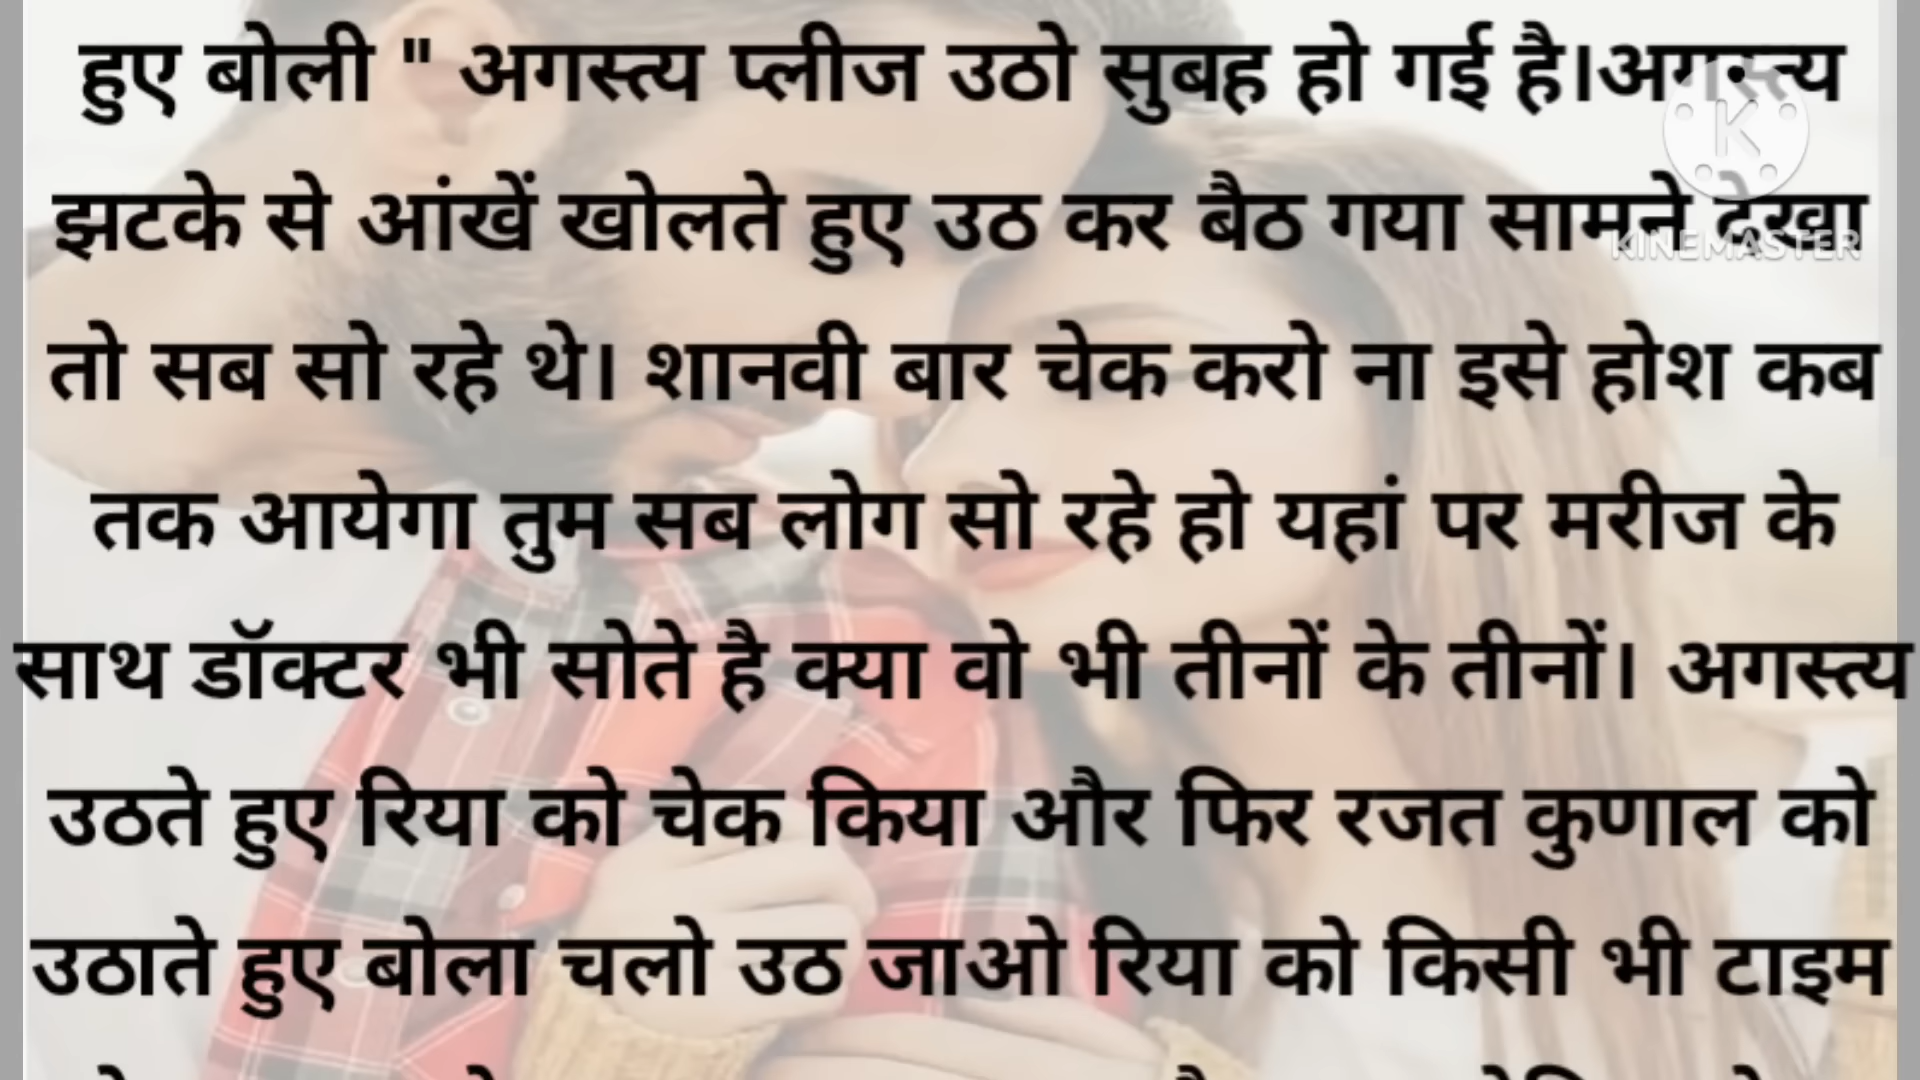 हुए बोली " अगस्त्य प्लीज उठो सुबह हो गई है।अगस्त्य
झटके से आंखें खोलते हुए उठ कर बैठ गया सामने देखा
KINEMASTER
तो सब सो रहे थे। शानवी बार चेक करो ना इसे होश कब
तक आयेगा तुम सब लोग सो रहे हो यहां पर मरीज के
साथ डॉक्टर भी सोते है क्या वो भी तीनों के तीनों। अगस्त्य
उठते हुए रिया को चेक किया और फिर रजत कुणाल को
उठाते हुए बोला चलो उठ जाओ रिया को किसी भी टाइम